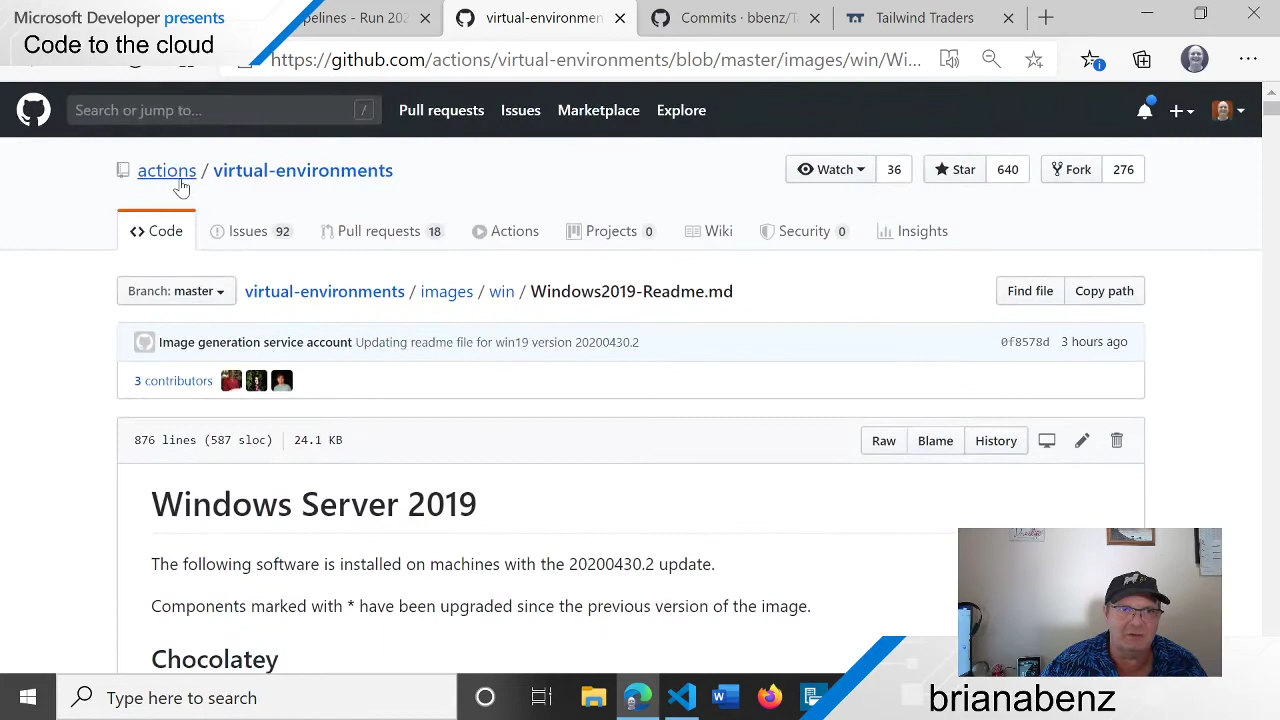 Microsoft Developer presents
Code to the cloud
pelines - Run 202
virtual-environmen
Commits · bbenz/T
Tailwind Traders
https://github.com/actions/virtual-environments/blob/master/images/win/Wi...
Search or jump to...
/
Pull requests
Issues
Marketplace
Explore
actions / virtual-environments
Watch 36
Star 640
Fork 276
Code
Issues 92
Pull requests 18
Actions
Projects 0
Wiki
Security 0
Insights
Branch: master
virtual-environments / images / win / Windows2019-Readme.md
Find file
Copy path
Image generation service account Updating readme file for win19 version 20200430.2
0f8578d 3 hours ago
3 contributors
876 lines (587 sloc) 24.1 KB
Raw
Blame
History
Windows Server 2019
The following software is installed on machines with the 20200430.2 update.
Components marked with * have been upgraded since the previous version of the image.
Chocolatey
Type here to search
brianabenz